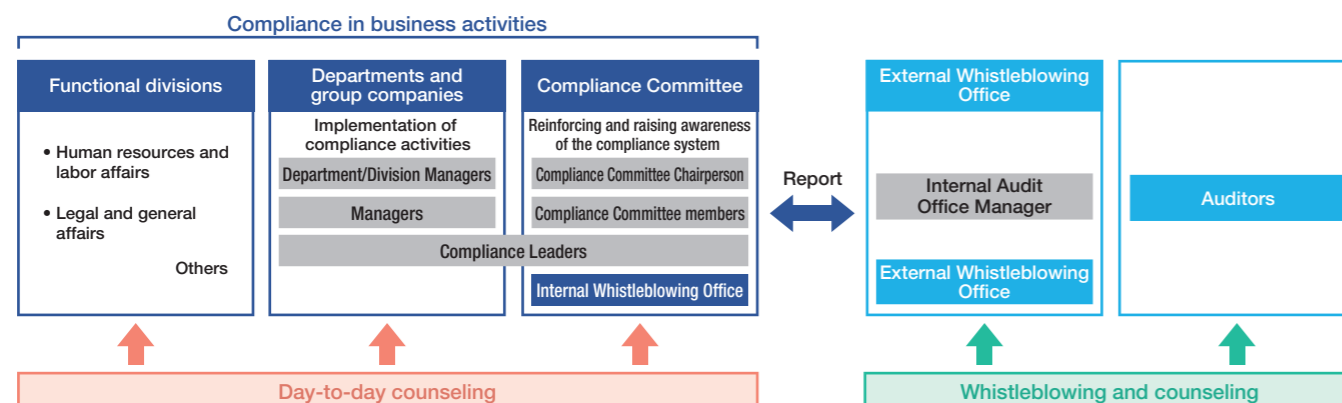 Compliance in business activities
Functional divisions
• Human resources and
labor affairs
• Legal and general
affairs
Others
Departments and
group companies
Implementation of
compliance activities
Department/Division Managers
Managers
Compliance Leaders
Compliance Committee
Reinforcing and raising awareness
of the compliance system
Compliance Committee Chairperson
Compliance Committee members
Internal Whistleblowing Office
Report
External Whistleblowing
Office
Internal Audit
Office Manager
External Whistleblowing
Office
Auditors
Day-to-day counseling
Whistleblowing and counseling